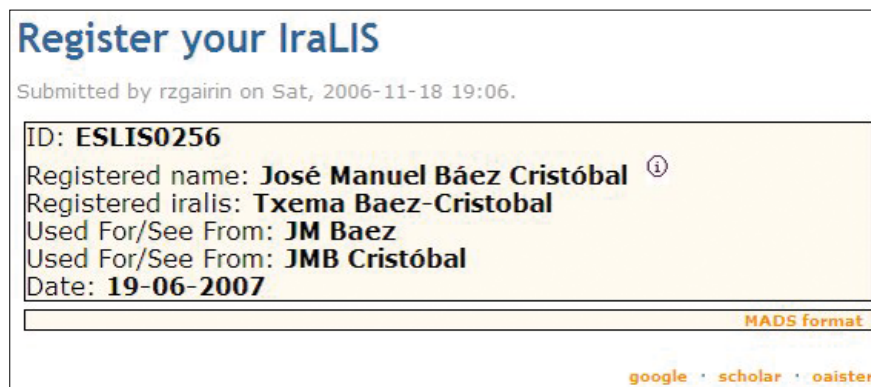 Register your IraLIS
Submitted by rzgairin on Sat, 2006-11-18 19:06.
ID: ESLIS0256
Registered name: José Manuel Báez Cristóbal ⓘ
Registered iralis: Txema Baez-Cristobal
Used For/See From: JM Baez
Used For/See From: JMB Cristóbal
Date: 19-06-2007
MADS format
google · scholar · oaister